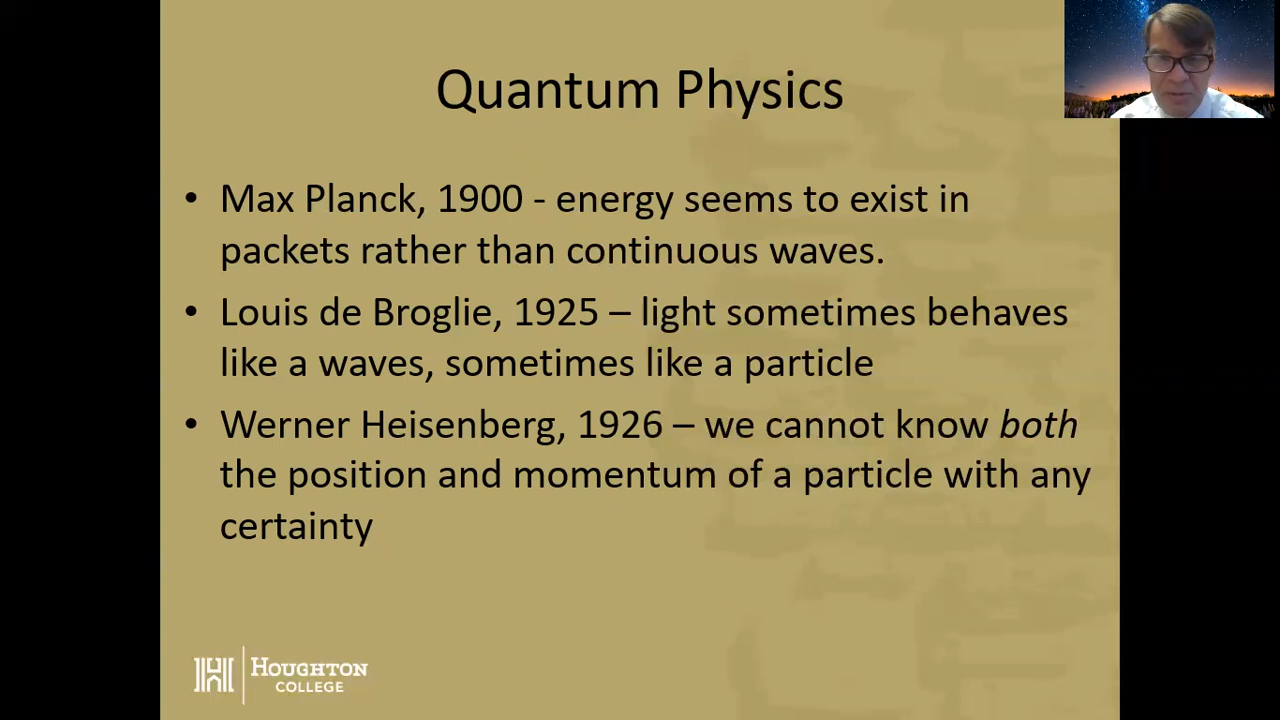 Quantum Physics
• Max Planck, 1900 - energy seems to exist in
packets rather than continuous waves.
• Louis de Broglie, 1925 – light sometimes behaves
like a waves, sometimes like a particle
• Werner Heisenberg, 1926 – we cannot know both
the position and momentum of a particle with any
certainty
HOUGHTON
COLLEGE